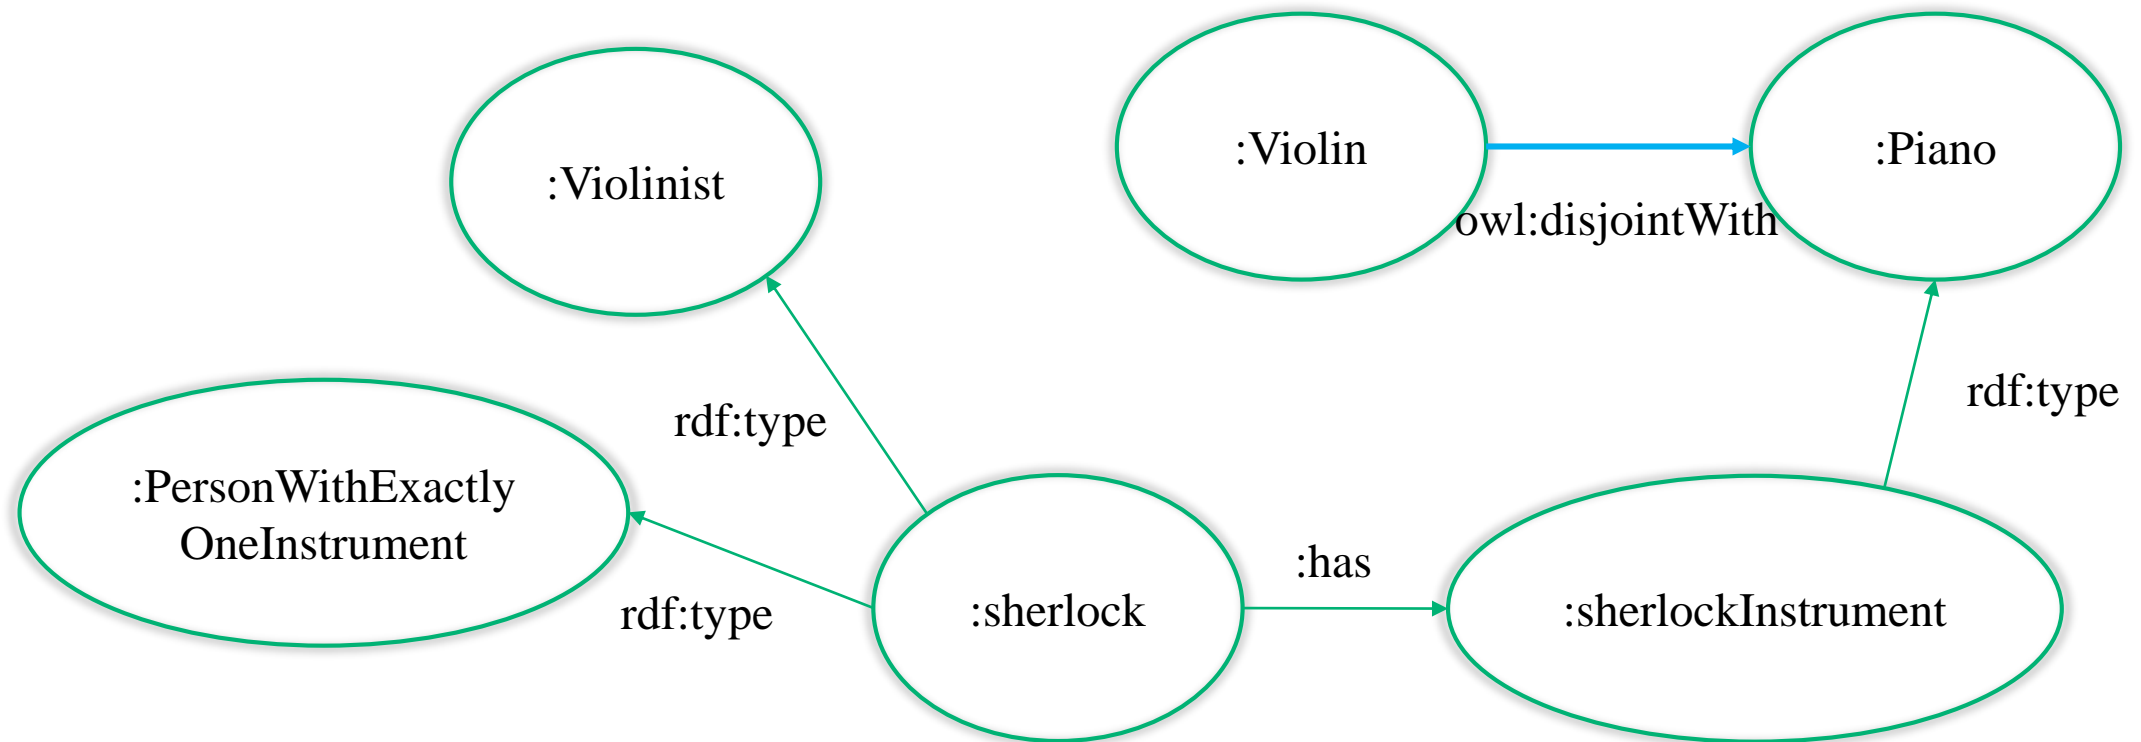 :Violinist
:Violin
owl:disjointWith
:Piano
rdf:type
rdf:type
:PersonWithExactly
OneInstrument
rdf:type
:sherlock
:has
:sherlockInstrument